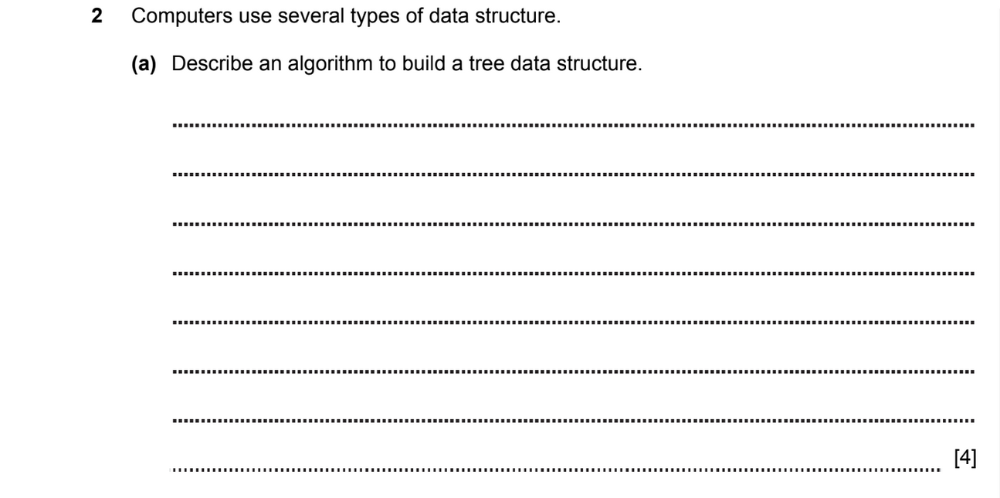 2 Computers use several types of data structure.
(a) Describe an algorithm to build a tree data structure.
[4]